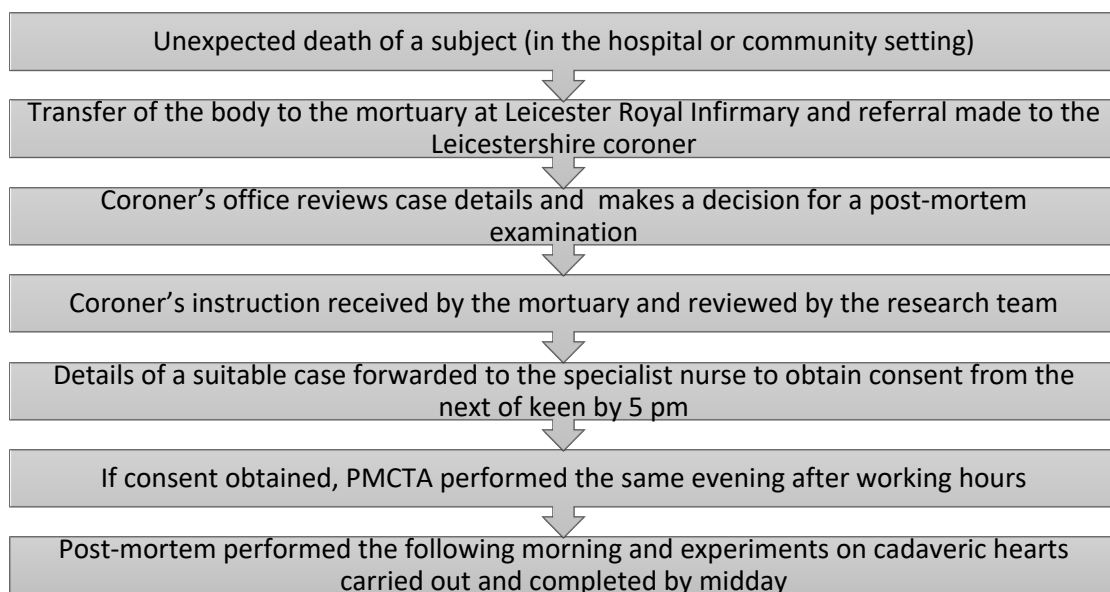 Unexpected death of a subject (in the hospital or community setting)
Transfer of the body to the mortuary at Leicester Royal Infirmary and referral made to the
Leicestershire coroner
Coroner's office reviews case details and  makes a decision for a post-mortem
examination
Coroner's instruction received by the mortuary and reviewed by the research team
Details of a suitable case forwarded to the specialist nurse to obtain consent from the
next of keen by 5 pm
If consent obtained, PMCTA performed the same evening after working hours
Post-mortem performed the following morning and experiments on cadaveric hearts
carried out and completed by midday